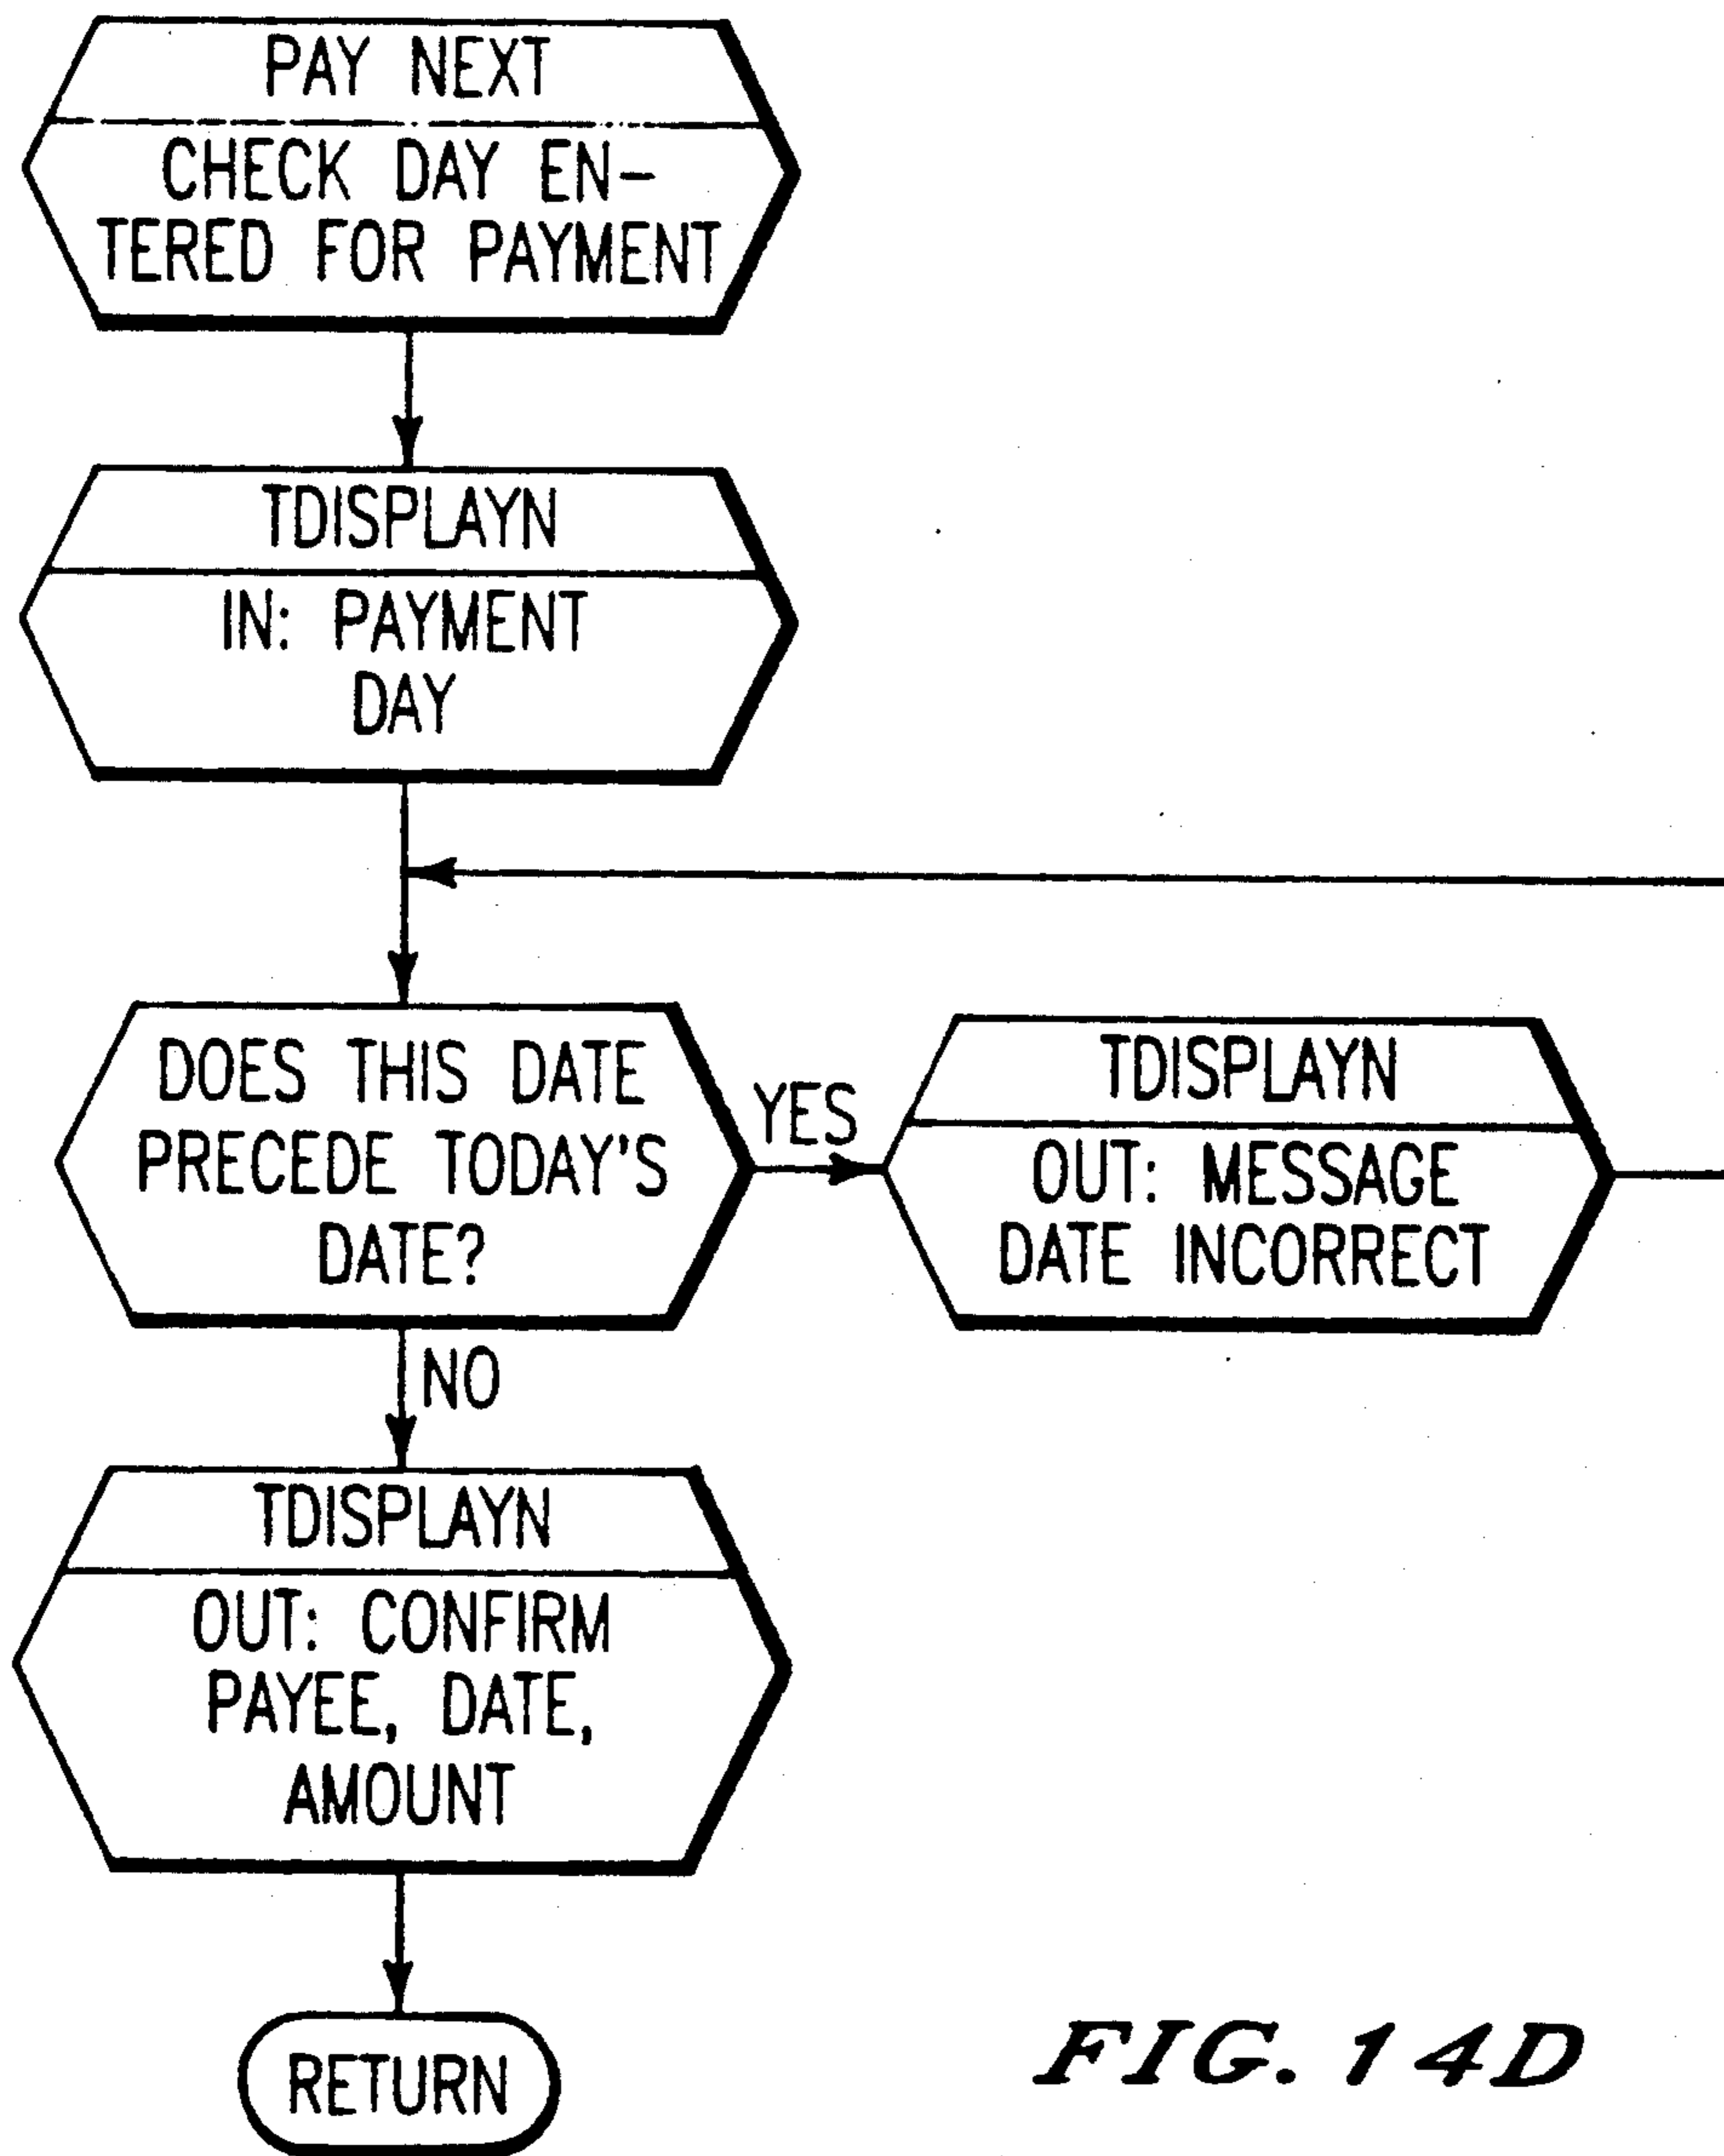 PAY NEXT
CHECK DAY EN-
TERED FOR PAYMENT
TDISPLAYN
IN: PAYMENT
DAY
DOES THIS DATE
PRECEDE TODAY'S
DATE?
YES
TDISPLAYN
OUT: MESSAGE
DATE INCORRECT
NO
TDISPLAYN
OUT: CONFIRM
PAYEE, DATE,
AMOUNT
RETURN
FIG. 14D